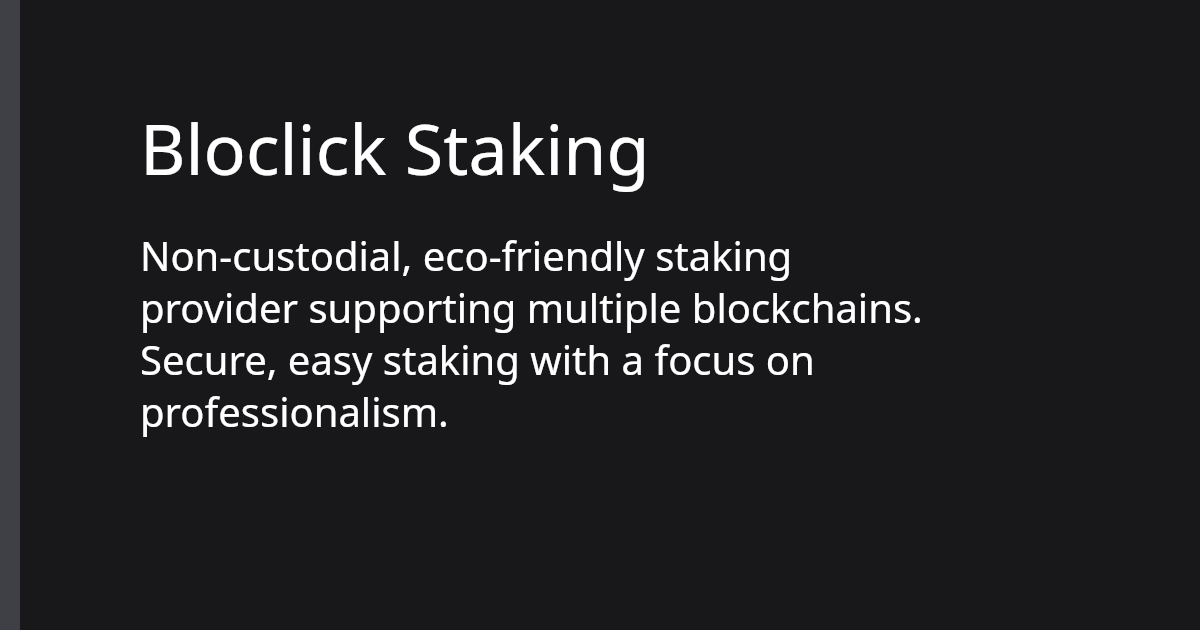 Bloclick Staking
Non-custodial, eco-friendly staking
provider supporting multiple blockchains.
Secure, easy staking with a focus on
professionalism.